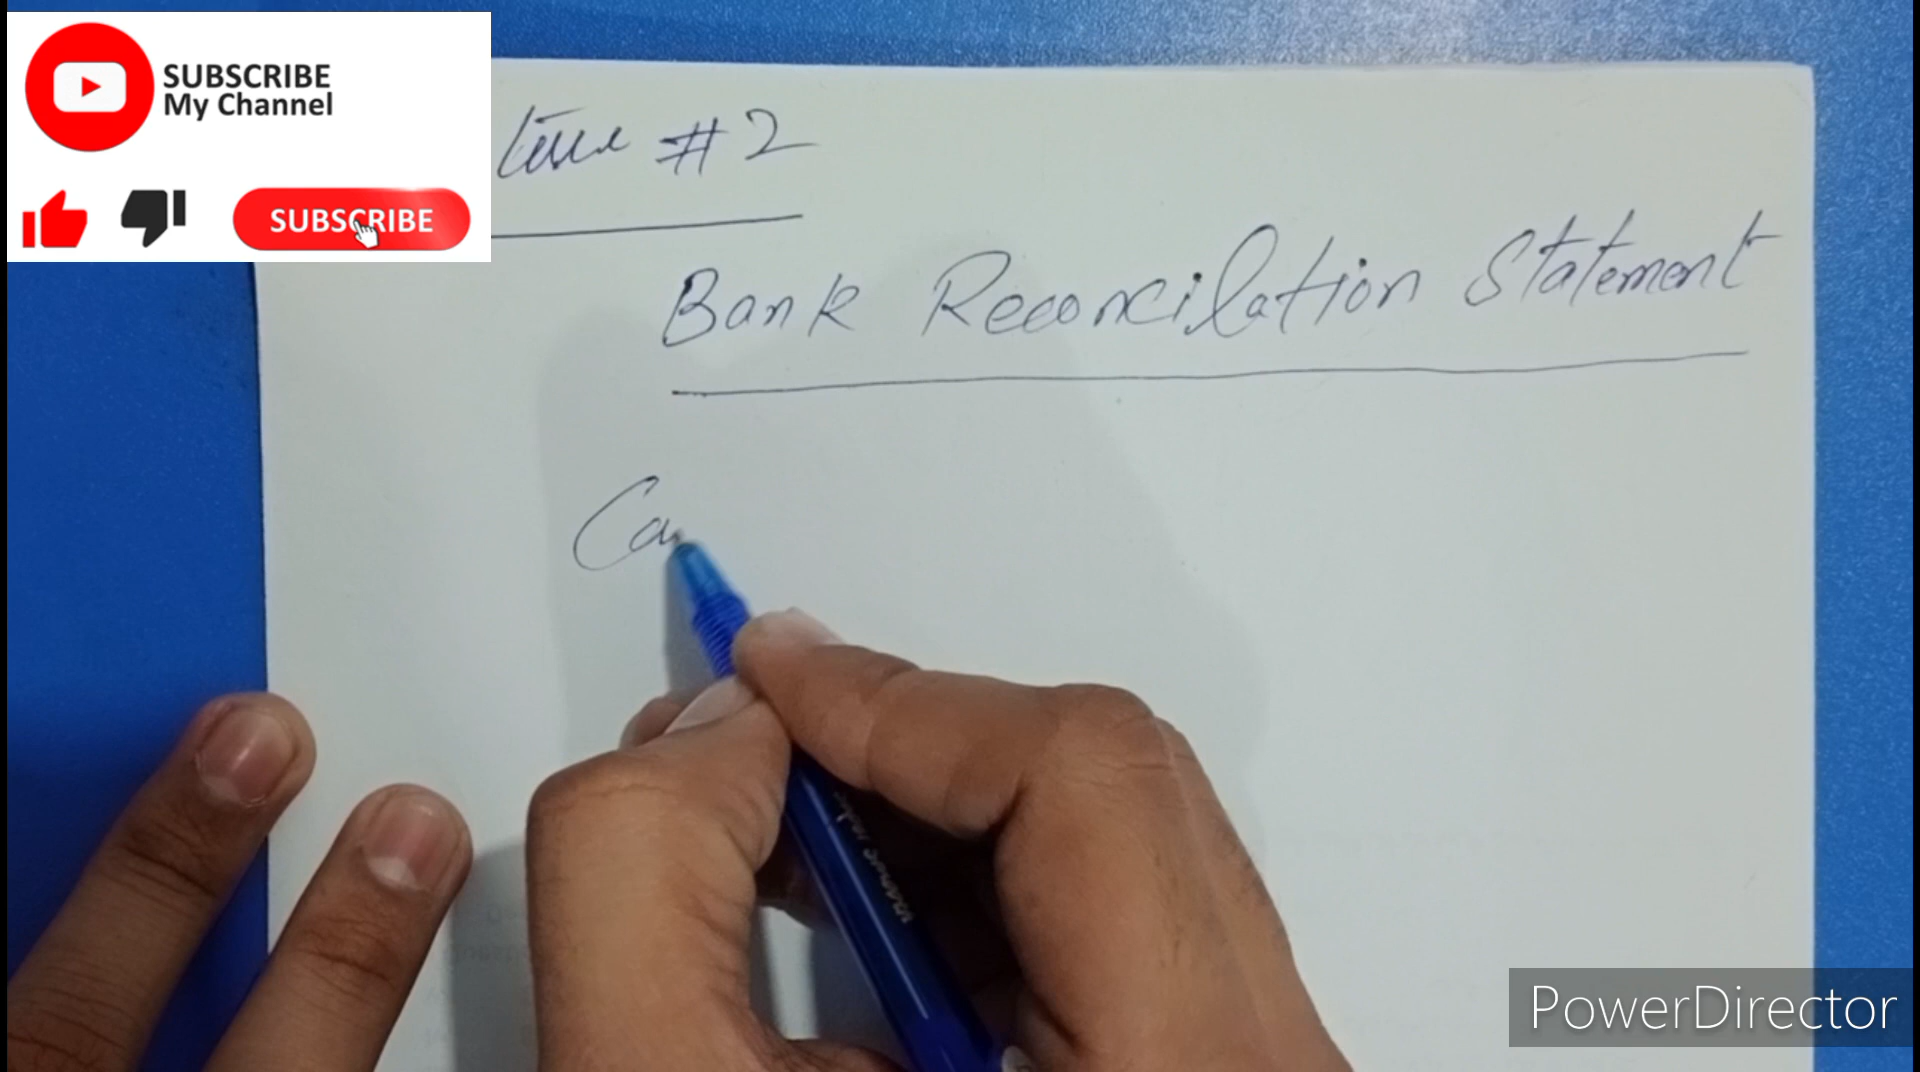 SUBSCRIBE
My Channel
SUBSCRIBE
#2
Bank Reconcilation Statement
Ca
PowerDirector